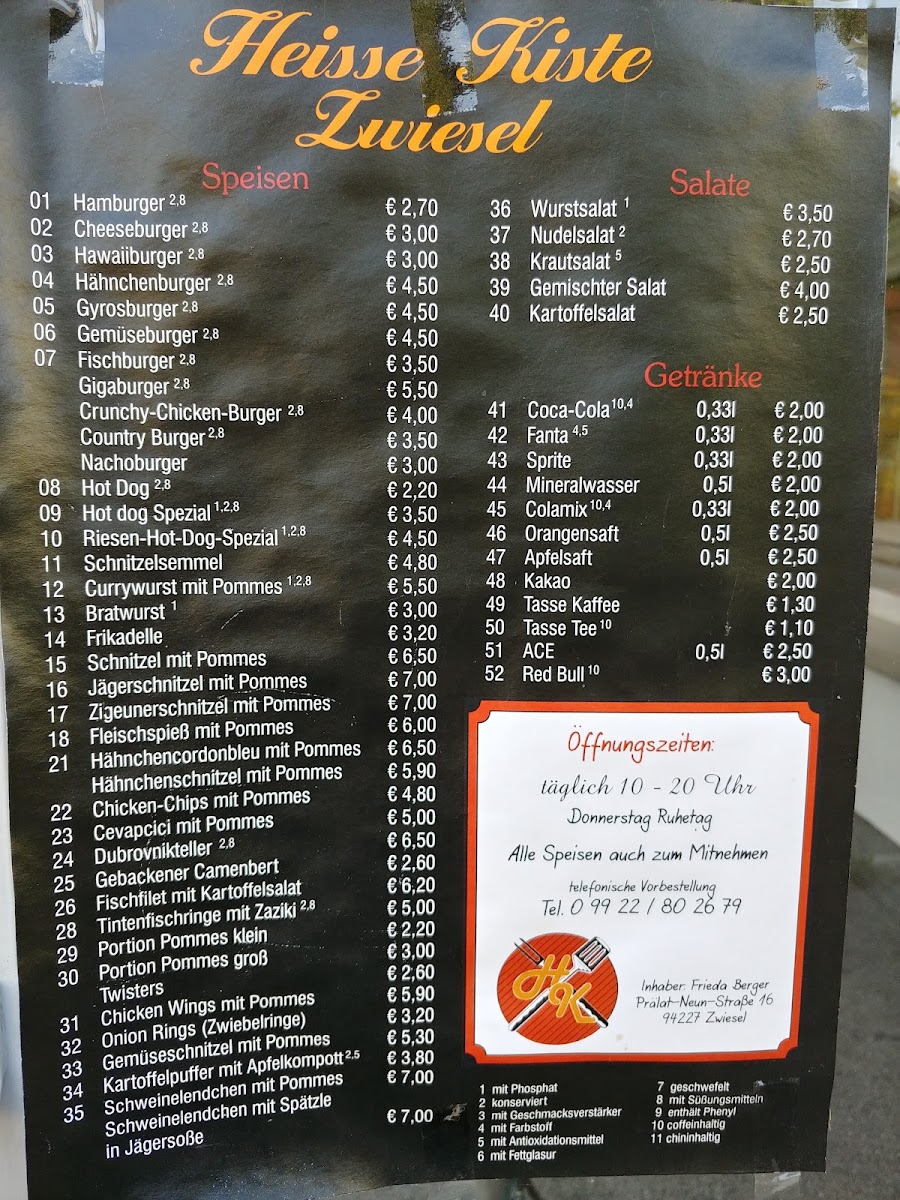 Heisse Kiste
Zwiesel
Speisen
01 Hamburger 2,8 € 2,70
02 Cheeseburger 2,8 € 3,00
03 Hawaiiburger 2,8 € 3,00
04 Hähnchenburger 2,8 € 4,50
05 Gyrosburger 2,8 € 4,50
06 Gemüseburger 2,8 € 4,50
07 Fischburger 2,8 € 3,50
Gigaburger 2,8 € 5,50
Crunchy-Chicken-Burger 2,8 € 4,00
Country Burger 2,8 € 3,50
Nachoburger € 3,00
08 Hot Dog 2,8 € 2,20
09 Hot dog Spezial 1,2,8 € 3,50
10 Riesen-Hot-Dog-Spezial 1,2,8 € 4,50
11 Schnitzelsemmel € 4,80
12 Currywurst mit Pommes 1,2,8 € 5,50
13 Bratwurst 1 € 3,00
14 Frikadelle € 3,20
15 Schnitzel mit Pommes € 6,50
16 Jägerschnitzel mit Pommes € 7,00
17 Zigeunerschnitzel mit Pommes € 7,00
18 Fleischspieß mit Pommes € 6,00
21 Hähnchencordonbleu mit Pommes € 6,50
Hähnchenschnitzel mit Pommes € 5,90
22 Chicken-Chips mit Pommes € 4,80
23 Cevapcici mit Pommes € 5,00
24 Dubrovnikteller 2,8 € 6,50
25 Gebackener Camenbert € 2,60
26 Fischfilet mit Kartoffelsalat € 6,20
28 Tintenfischringe mit Zaziki 2,8 € 5,00
29 Portion Pommes klein € 2,20
30 Portion Pommes groß € 3,00
Twisters € 2,60
31 Chicken Wings mit Pommes € 5,90
32 Onion Rings (Zwiebelringe) € 3,20
33 Gemüseschnitzel mit Pommes € 5,30
34 Kartoffelpuffer mit Apfelkompott 2,5 € 3,80
35 Schweinelendchen mit Pommes € 7,00
Schweinelendchen mit Spätzle
in Jägersoße € 7,00
Salate
36 Wurstsalat 1 € 3,50
37 Nudelsalat 2 € 2,70
38 Krautsalat 5 € 2,50
39 Gemischter Salat € 4,00
40 Kartoffelsalat € 2,50
Getränke
41 Coca-Cola 10,4 0,33l € 2,00
42 Fanta 4,5 0,33l € 2,00
43 Sprite 0,33l € 2,00
44 Mineralwasser 0,5l € 2,00
45 Colamix 10,4 0,33l € 2,00
46 Orangensaft 0,5l € 2,50
47 Apfelsaft 0,5l € 2,50
48 Kakao € 2,00
49 Tasse Kaffee € 1,30
50 Tasse Tee 10 € 1,10
51 ACE 0,5l € 2,50
52 Red Bull 10 € 3,00
Öffnungszeiten:
täglich 10 - 20 Uhr
Donnerstag Ruhetag
Alle Speisen auch zum Mitnehmen
telefonische Vorbestellung
Tel. 0 99 22 / 80 26 79
HK
Inhaber: Frieda Berger
Prälat-Neun-Straße 16
94227 Zwiesel
1 mit Phosphat
2 konserviert
3 mit Geschmacksverstärker
4 mit Farbstoff
5 mit Antioxidationsmittel
6 mit Fettglasur
7 geschwefelt
8 mit Süßungsmitteln
9 enthält Phenyl
10 coffeinhaltig
11 chininhaltig